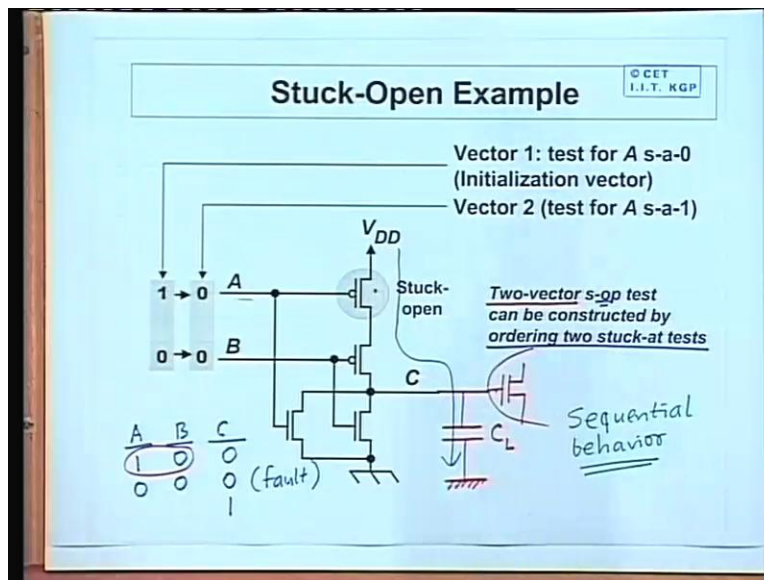 Stuck-Open Example
© CET
I.I.T. KGP
Vector 1: test for A s-a-0
(Initialization vector)
Vector 2 (test for A s-a-1)
VDD
1 → 0 A
Stuck-
open
Two-vector s-op test
can be constructed by
ordering two stuck-at tests
0 → 0 B
C
CL
Sequential
behavior
A B C
1 0 0
0 0 0 (fault)
1